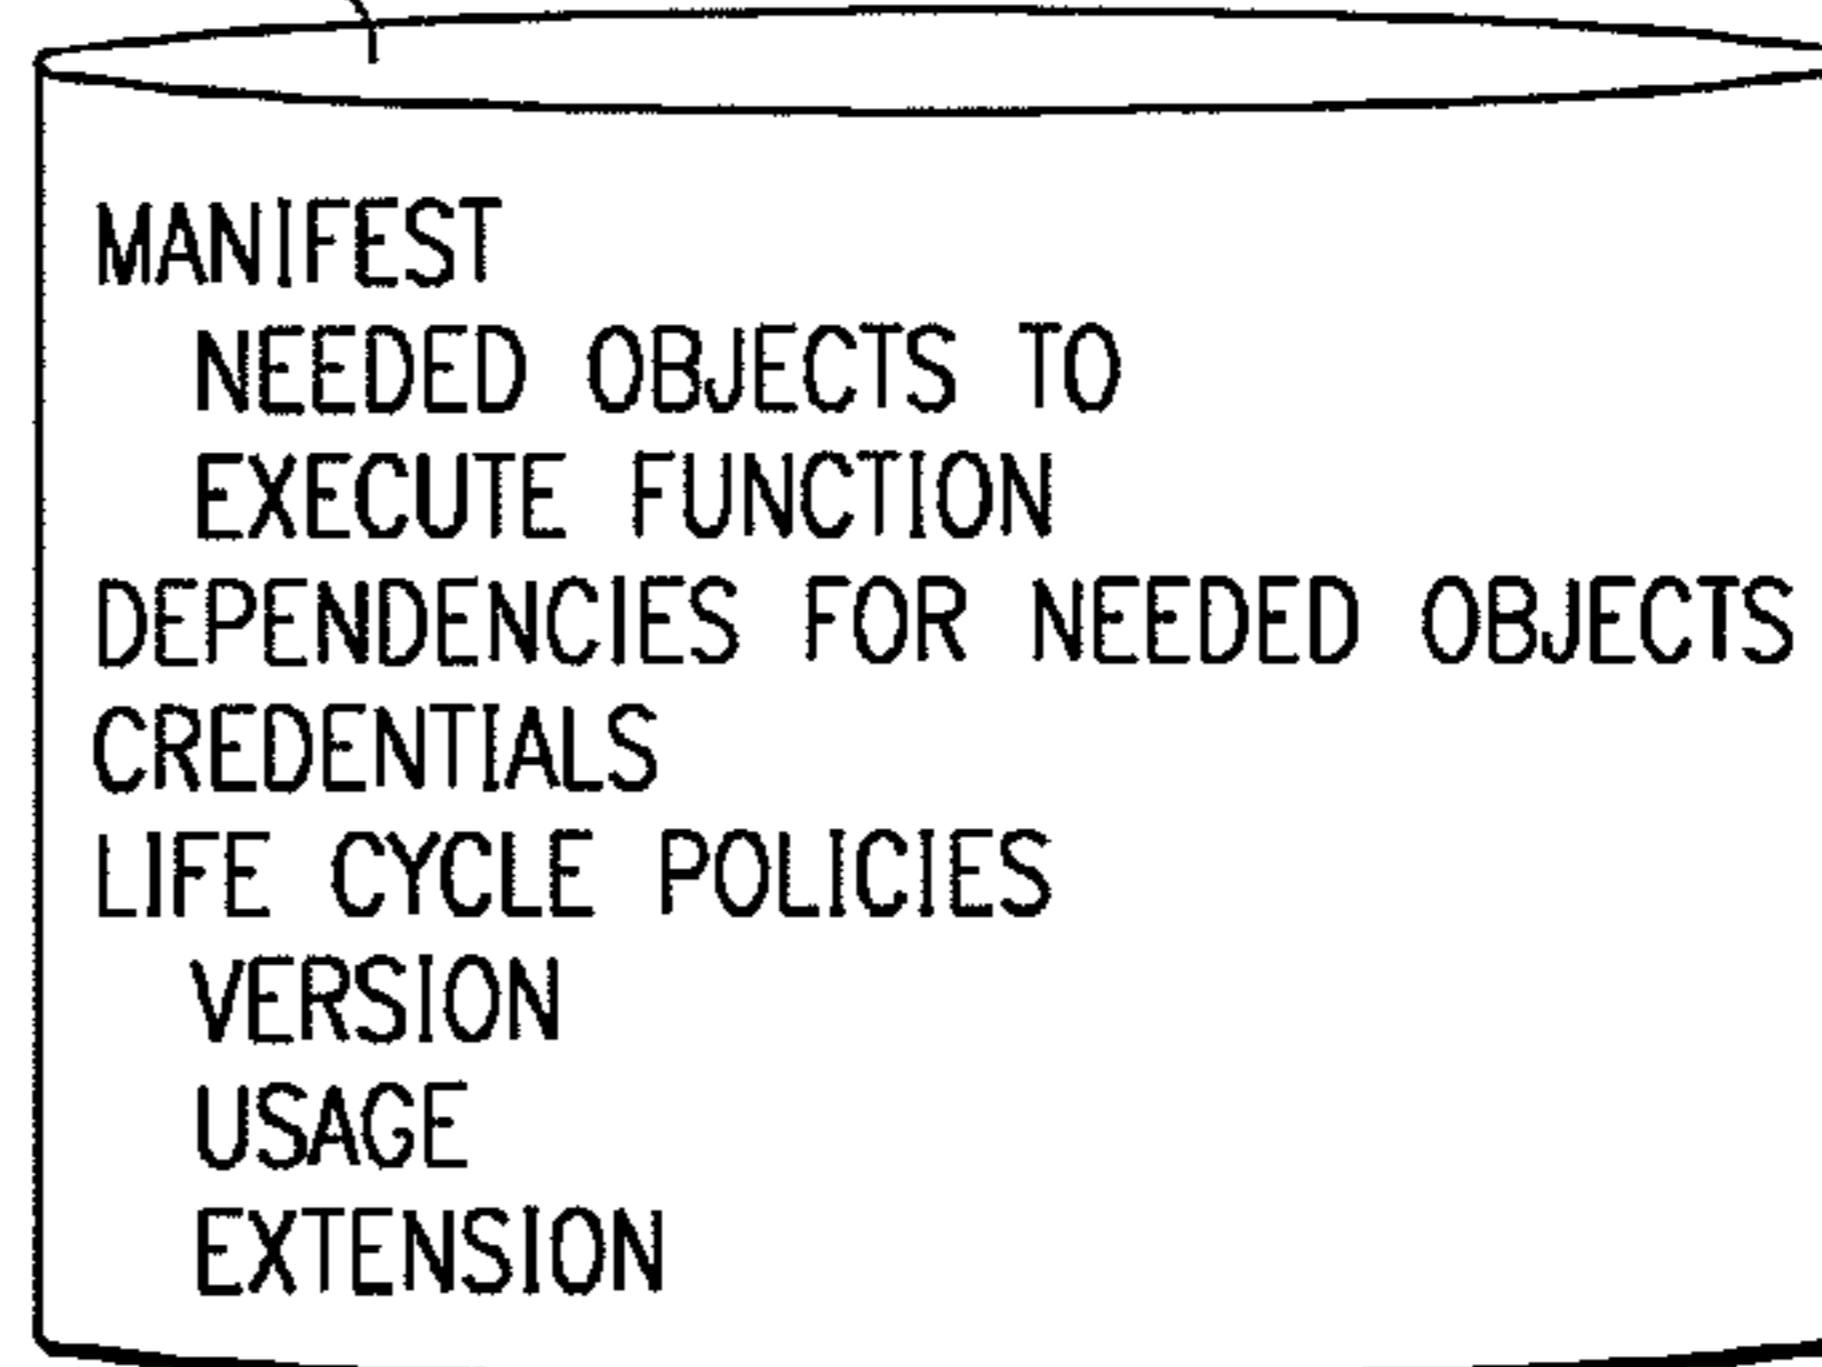 MANIFEST
NEEDED OBJECTS TO
EXECUTE FUNCTION
DEPENDENCIES FOR NEEDED OBJECTS
CREDENTIALS
LIFE CYCLE POLICIES
VERSION
USAGE
EXTENSION